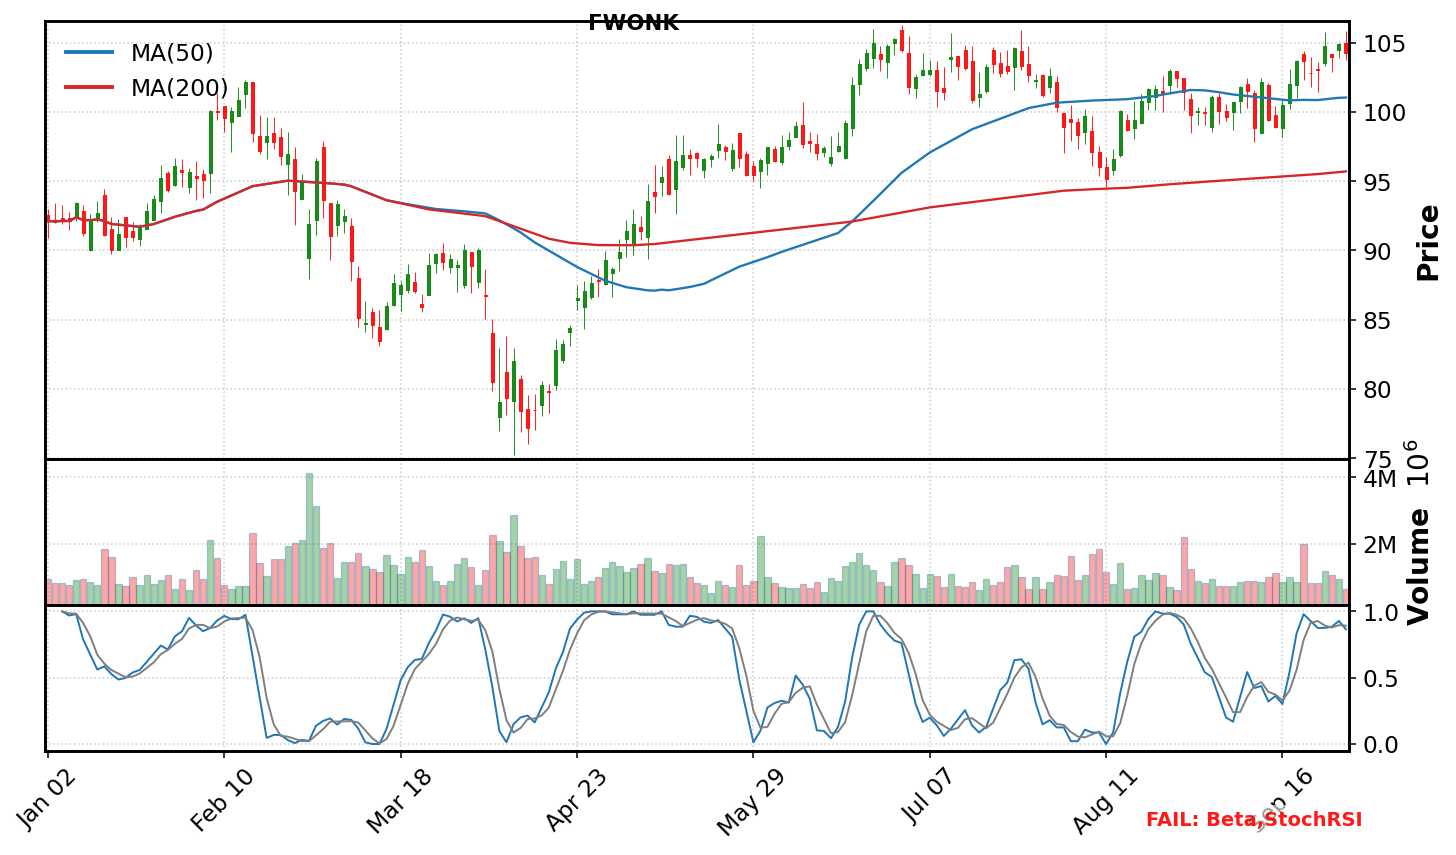 FWONK
MA(50)
MA(200)
105
100
95
90
85
80
75
Price
4M
2M
Volume 10^6
1.0
0.5
0.0
Jan 02
Feb 10
Mar 18
Apr 23
May 29
Jul 07
Aug 11
Sep 16
FAIL: Beta,StochRSI